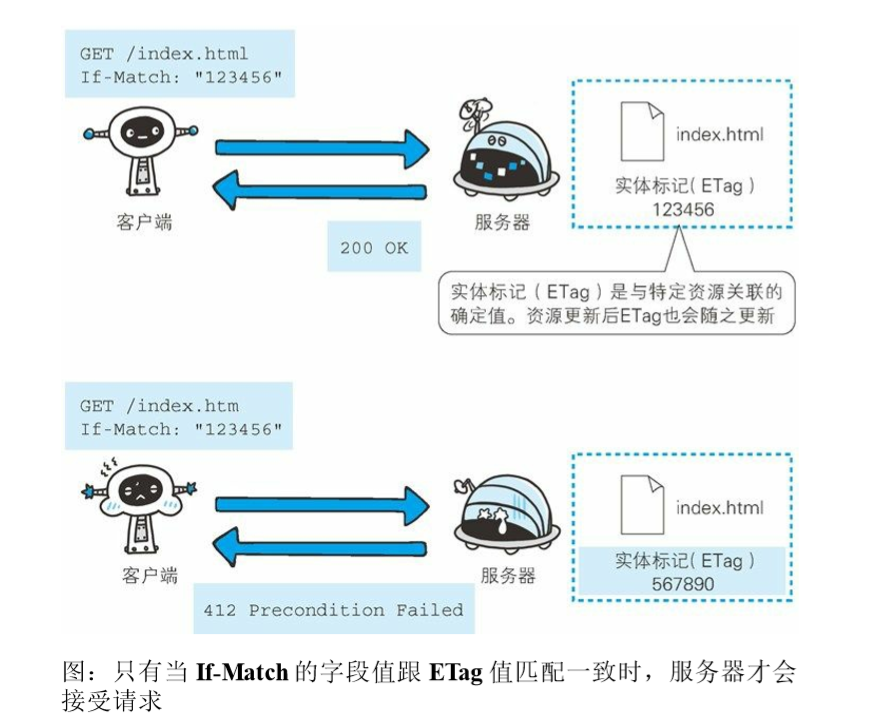 GET /index.html
If-Match: "123456"
index.html
实体标记（ETag）
123456
客户端
服务器
200 OK
实体标记（ETag）是与特定资源关联的
确定值。资源更新后ETag也会随之更新
GET /index.htm
If-Match: "123456"
index.html
实体标记（ETag）
567890
客户端
服务器
412 Precondition Failed
图：只有当 If-Match 的字段值跟 ETag 值匹配一致时，服务器才会
接受请求